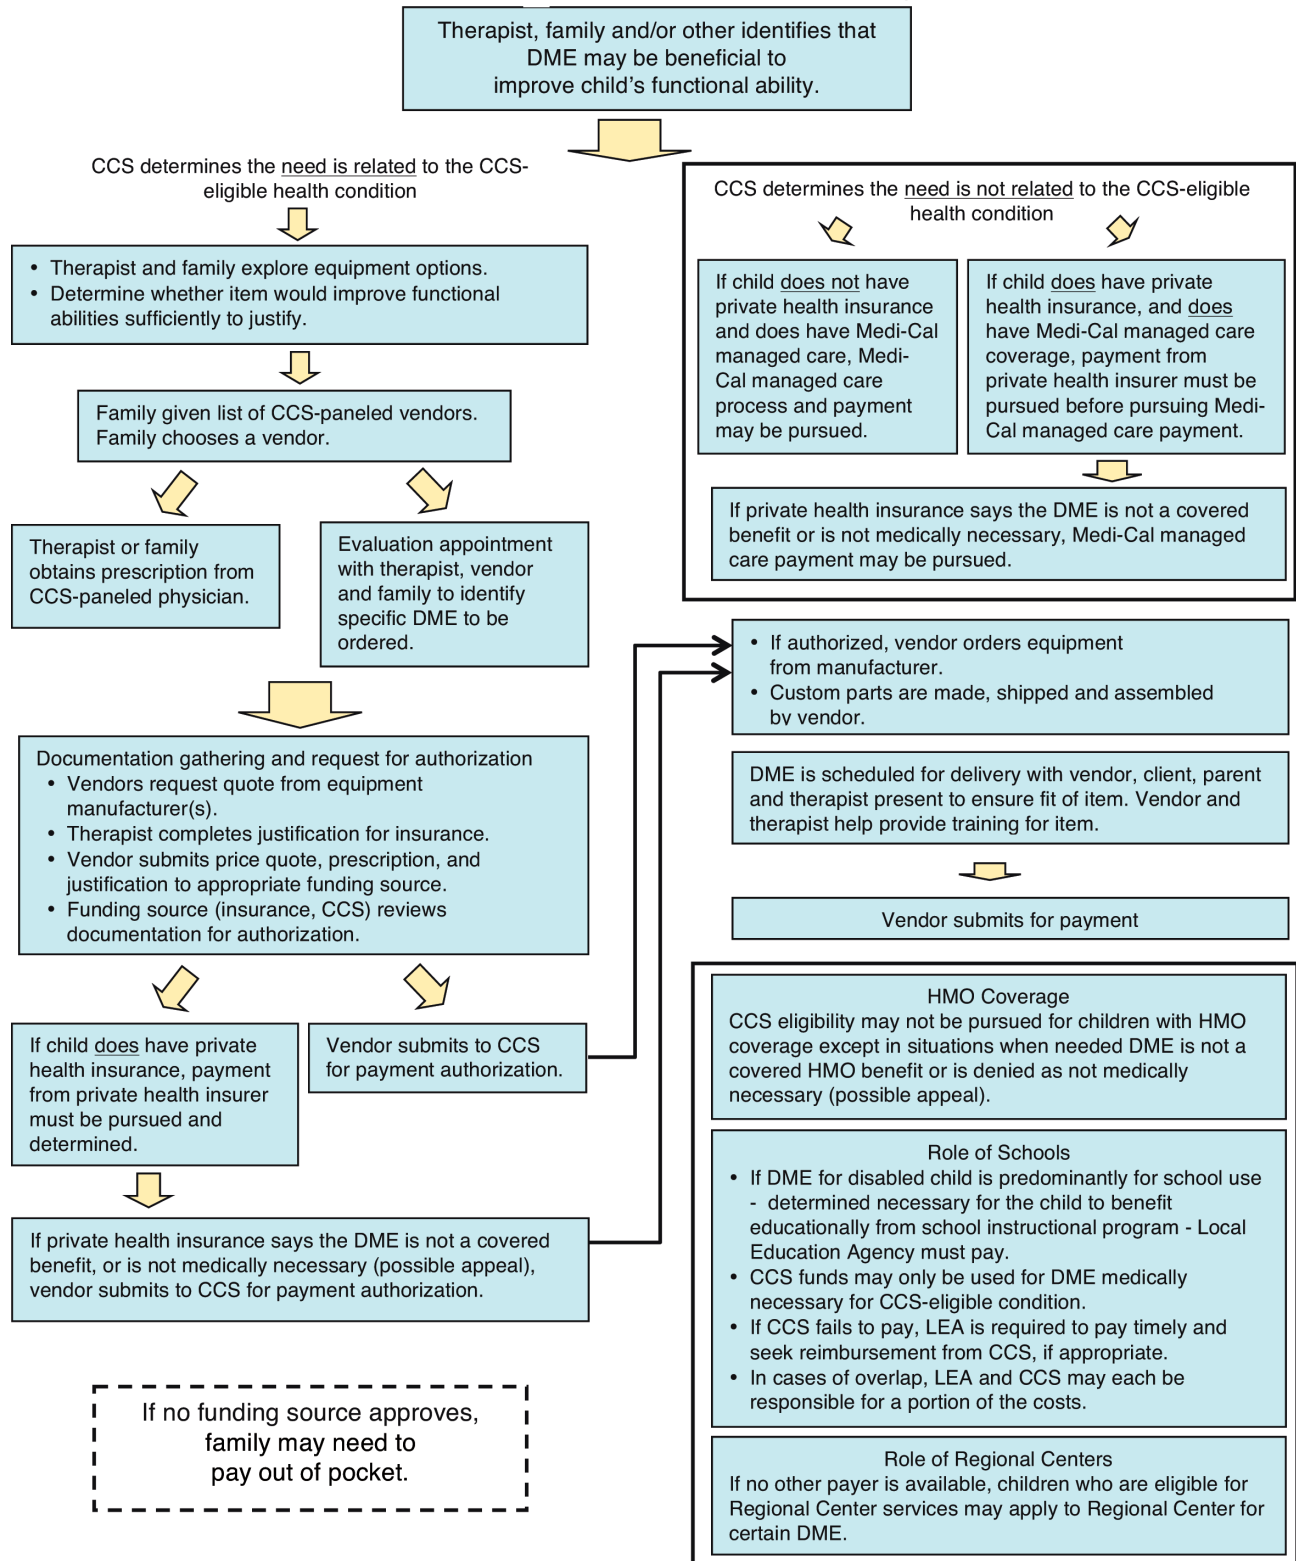 Therapist, family and/or other identifies that
DME may be beneficial to
improve child's functional ability.
CCS determines the need is related to the CCS-
eligible health condition
• Therapist and family explore equipment options.
• Determine whether item would improve functional
abilities sufficiently to justify.
Family given list of CCS-paneled vendors.
Family chooses a vendor.
Therapist or family
obtains prescription from
CCS-paneled physician.
Evaluation appointment
with therapist, vendor
and family to identify
specific DME to be
ordered.
Documentation gathering and request for authorization
• Vendors request quote from equipment
manufacturer(s).
• Therapist completes justification for insurance.
• Vendor submits price quote, prescription, and
justification to appropriate funding source.
• Funding source (insurance, CCS) reviews
documentation for authorization.
If child does have private
health insurance, payment
from private health insurer
must be pursued and
determined.
Vendor submits to CCS
for payment authorization.
If private health insurance says the DME is not a covered
benefit, or is not medically necessary (possible appeal),
vendor submits to CCS for payment authorization.
If no funding source approves,
family may need to
pay out of pocket.
CCS determines the need is not related to the CCS-eligible
health condition
If child does not have
private health insurance
and does have Medi-Cal
managed care, Medi-
Cal managed care
process and payment
may be pursued.
If child does have private
health insurance, and does
have Medi-Cal managed care
coverage, payment from
private health insurer must be
pursued before pursuing Medi-
Cal managed care payment.
If private health insurance says the DME is not a covered
benefit or is not medically necessary, Medi-Cal managed
care payment may be pursued.
• If authorized, vendor orders equipment
from manufacturer.
• Custom parts are made, shipped and assembled
by vendor.
DME is scheduled for delivery with vendor, client, parent
and therapist present to ensure fit of item. Vendor and
therapist help provide training for item.
Vendor submits for payment
HMO Coverage
CCS eligibility may not be pursued for children with HMO
coverage except in situations when needed DME is not a
covered HMO benefit or is denied as not medically
necessary (possible appeal).
Role of Schools
• If DME for disabled child is predominantly for school use
- determined necessary for the child to benefit
educationally from school instructional program - Local
Education Agency must pay.
• CCS funds may only be used for DME medically
necessary for CCS-eligible condition.
• If CCS fails to pay, LEA is required to pay timely and
seek reimbursement from CCS, if appropriate.
• In cases of overlap, LEA and CCS may each be
responsible for a portion of the costs.
Role of Regional Centers
If no other payer is available, children who are eligible for
Regional Center services may apply to Regional Center for
certain DME.